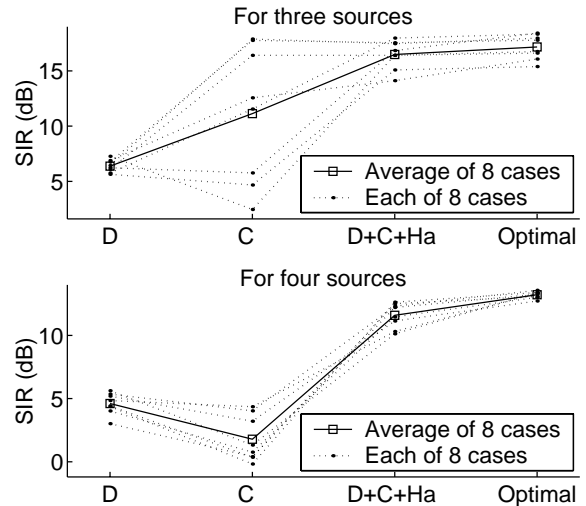 For three sources
15
10
5
SIR (dB)
Average of 8 cases
Each of 8 cases
D C D+C+Ha Optimal
For four sources
10
5
0
SIR (dB)
Average of 8 cases
Each of 8 cases
D C D+C+Ha Optimal